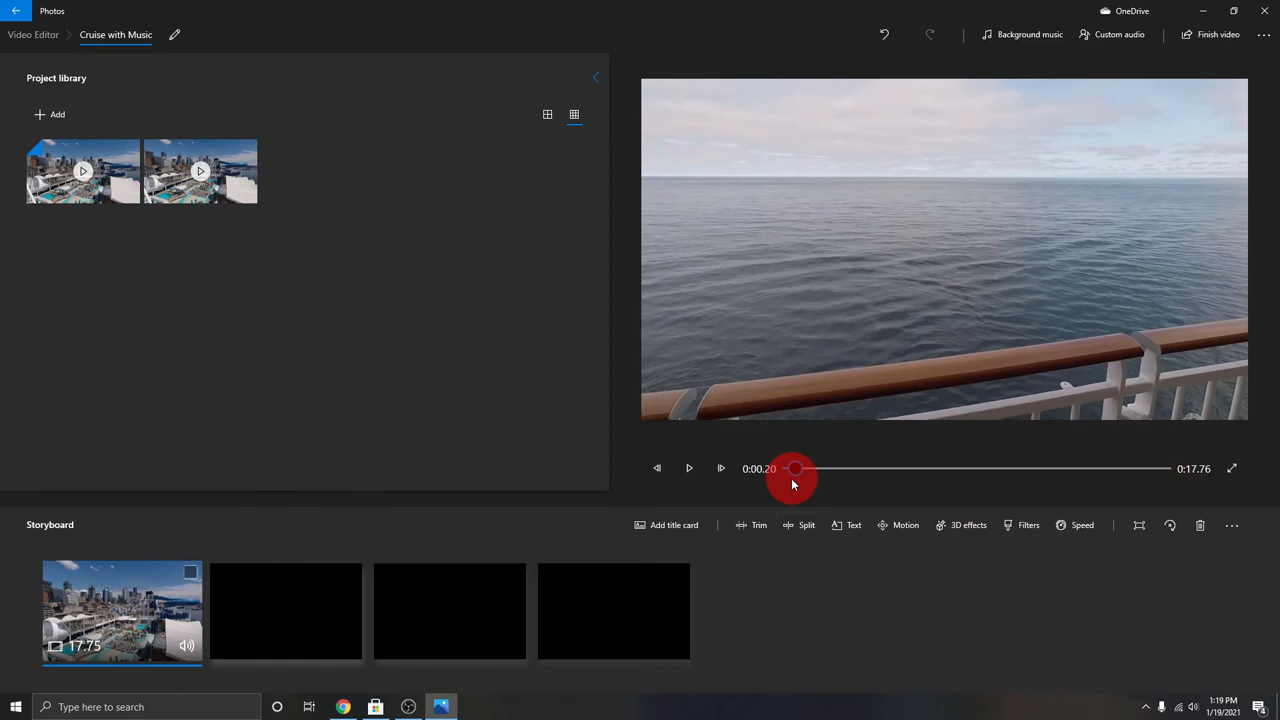 Photos
OneDrive
Video Editor
Cruise with Music
Background music
Custom audio
Finish video
Project library
Add
0:00.20
0:17.76
Storyboard
Add title card
Trim
Split
Text
Motion
3D effects
Filters
Speed
17.75
Type here to search
1:19 PM
1/19/2021
4